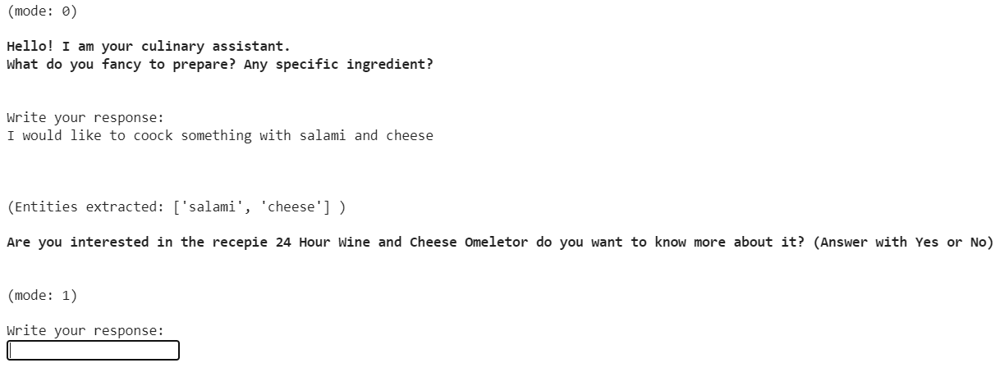 (mode: 0)
Hello! I am your culinary assistant.
What do you fancy to prepare? Any specific ingredient?
Write your response:
I would like to coock something with salami and cheese
(Entities extracted: ['salami', 'cheese'] )
Are you interested in the recepie 24 Hour Wine and Cheese Omeletor do you want to know more about it? (Answer with Yes or No)
(mode: 1)
Write your response: